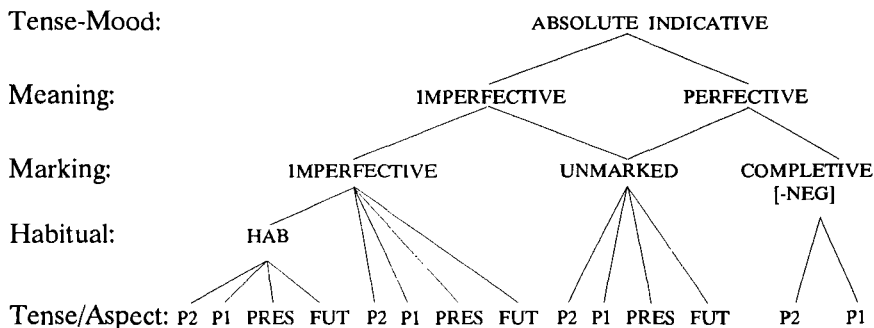 Tense-Mood: ABSOLUTE INDICATIVE
Meaning: IMPERFECTIVE PERFECTIVE
Marking: IMPERFECTIVE UNMARKED COMPLETIVE
[-NEG]
Habitual: HAB
Tense/Aspect: P2 P1 PRES FUT P2 P1 PRES FUT P2 P1 PRES FUT P2 P1